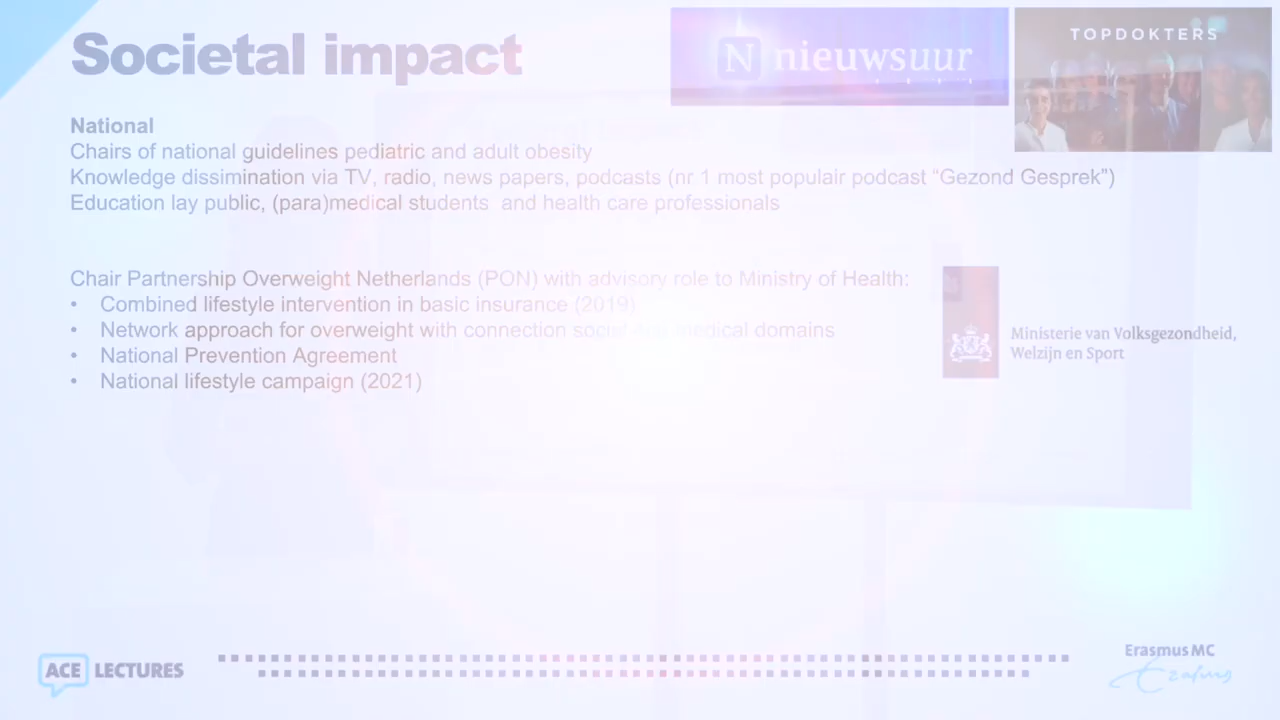 Societal impact
N nieuwsuur
TOPDOKTERS
National
Chairs of national guidelines pediatric and adult obesity
Knowledge dissimination via TV, radio, news papers, podcasts (nr 1 most populair podcast “Gezond Gesprek”)
Education lay public, (para)medical students and health care professionals
Chair Partnership Overweight Netherlands (PON) with advisory role to Ministry of Health:
• Combined lifestyle intervention in basic insurance (2019)
• Network approach for overweight with connection social and medical domains
• National Prevention Agreement
• National lifestyle campaign (2021)
Ministerie van Volksgezondheid,
Welzijn en Sport
ACE LECTURES
Erasmus MC
Erasmus